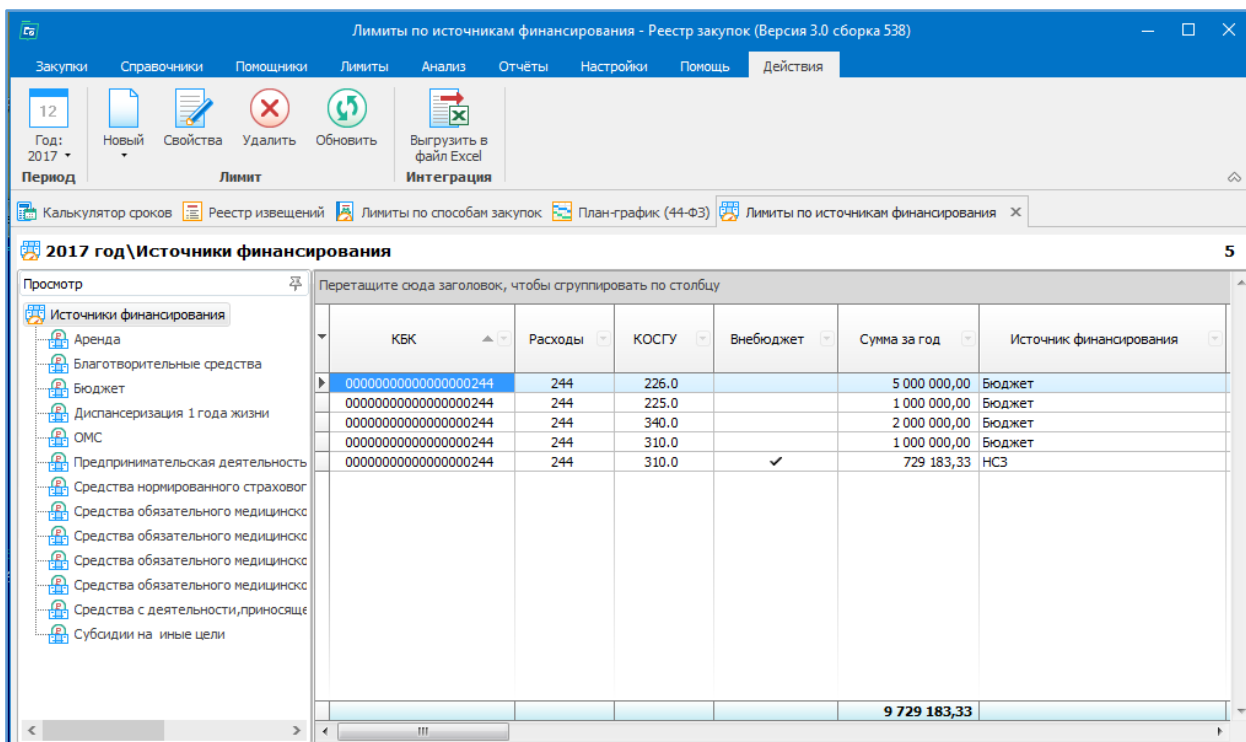 Лимиты по источникам финансирования - Реестр закупок (Версия 3.0 сборка 538)
Закупки Справочники Помощники Лимиты Анализ Отчёты Настройки Помощь Действия
12
Год: 2017 Новый Свойства Удалить Обновить Выгрузить в файл Excel
Период Лимит Интеграция
Калькулятор сроков Реестр извещений Лимиты по способам закупок План-график (44-ФЗ) Лимиты по источникам финансирования
2017 год\Источники финансирования 5
Просмотр
Источники финансирования
Аренда
Благотворительные средства
Бюджет
Диспансеризация 1 года жизни
ОМС
Предпринимательская деятельность
Средства нормированного страховог
Средства обязательного медицинско
Средства обязательного медицинско
Средства обязательного медицинско
Средства обязательного медицинско
Средства с деятельности,приносяще
Субсидии на иные цели
Перетащите сюда заголовок, чтобы сгруппировать по столбцу
КБК Расходы КОСГУ Внебюджет Сумма за год Источник финансирования
00000000000000000244 244 226.0 5 000 000,00 Бюджет
00000000000000000244 244 225.0 1 000 000,00 Бюджет
00000000000000000244 244 340.0 2 000 000,00 Бюджет
00000000000000000244 244 310.0 1 000 000,00 Бюджет
00000000000000000244 244 310.0 ✓ 729 183,33 НСЗ
9 729 183,33